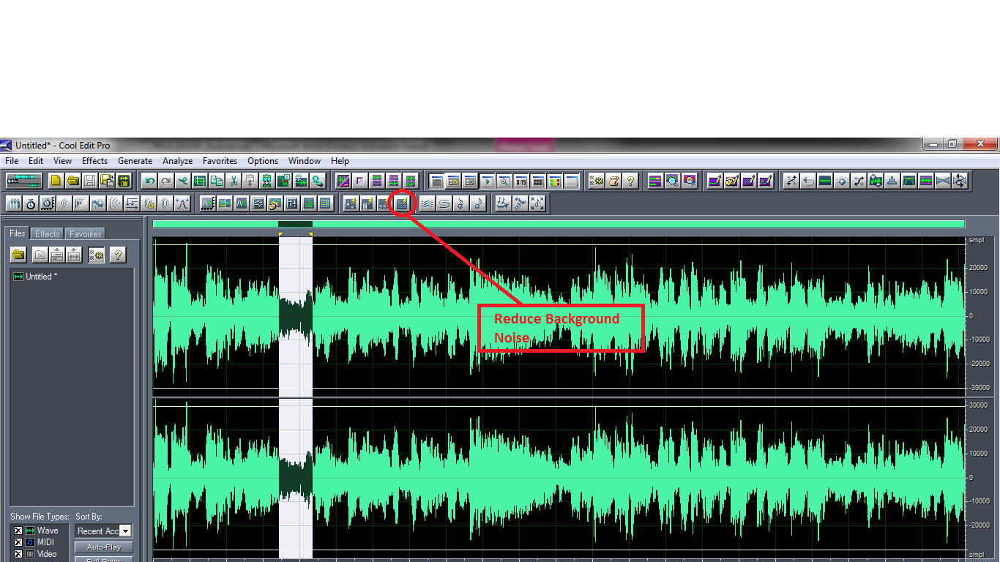 Untitled* - Cool Edit Pro
File Edit View Effects Generate Analyze Favorites Options Window Help
0:15
Files Effects Favorites
Untitled *
smpl
20000
10000
0
-10000
-20000
-30000
Reduce Background
Noise
30000
20000
10000
0
-10000
-20000
smpl
Show File Types: Sort By:
Wave Recent Acc
MIDI Auto-Play
Video